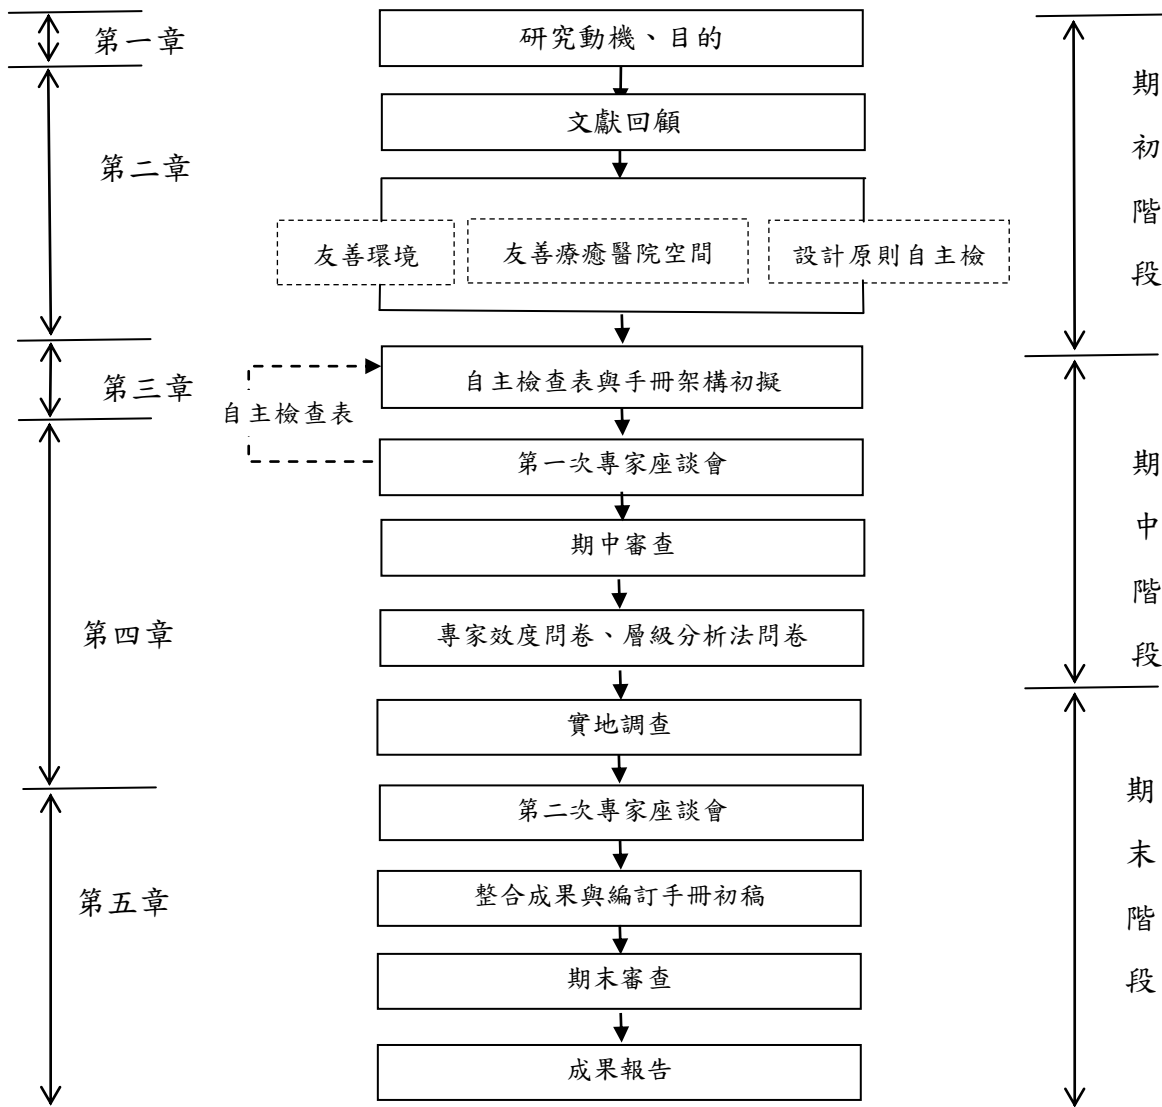 第一章
研究動機、目的
文獻回顧
第二章
友善環境
友善療癒醫院空間
設計原則自主檢
期初階段
第三章
自主檢查表與手冊架構初擬
自主檢查表
第一次專家座談會
期中審查
期中階段
第四章
專家效度問卷、層級分析法問卷
實地調查
第二次專家座談會
第五章
整合成果與編訂手冊初稿
期末審查
成果報告
期末階段